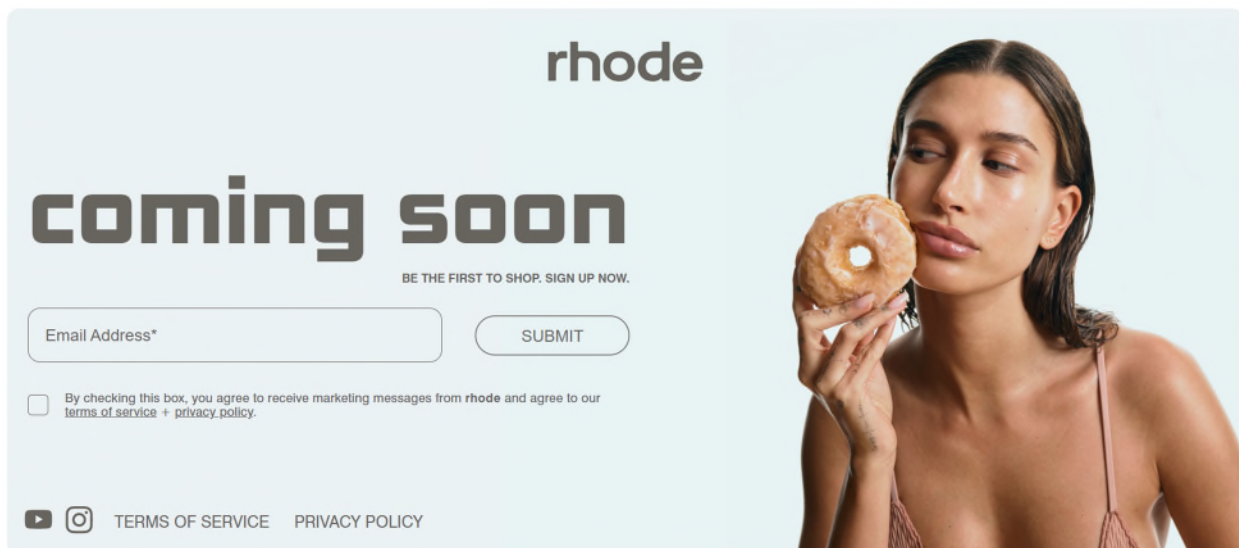 rhode
coming soon
BE THE FIRST TO SHOP. SIGN UP NOW.
Email Address*
SUBMIT
By checking this box, you agree to receive marketing messages from rhode and agree to our
terms of service + privacy policy.
TERMS OF SERVICE PRIVACY POLICY